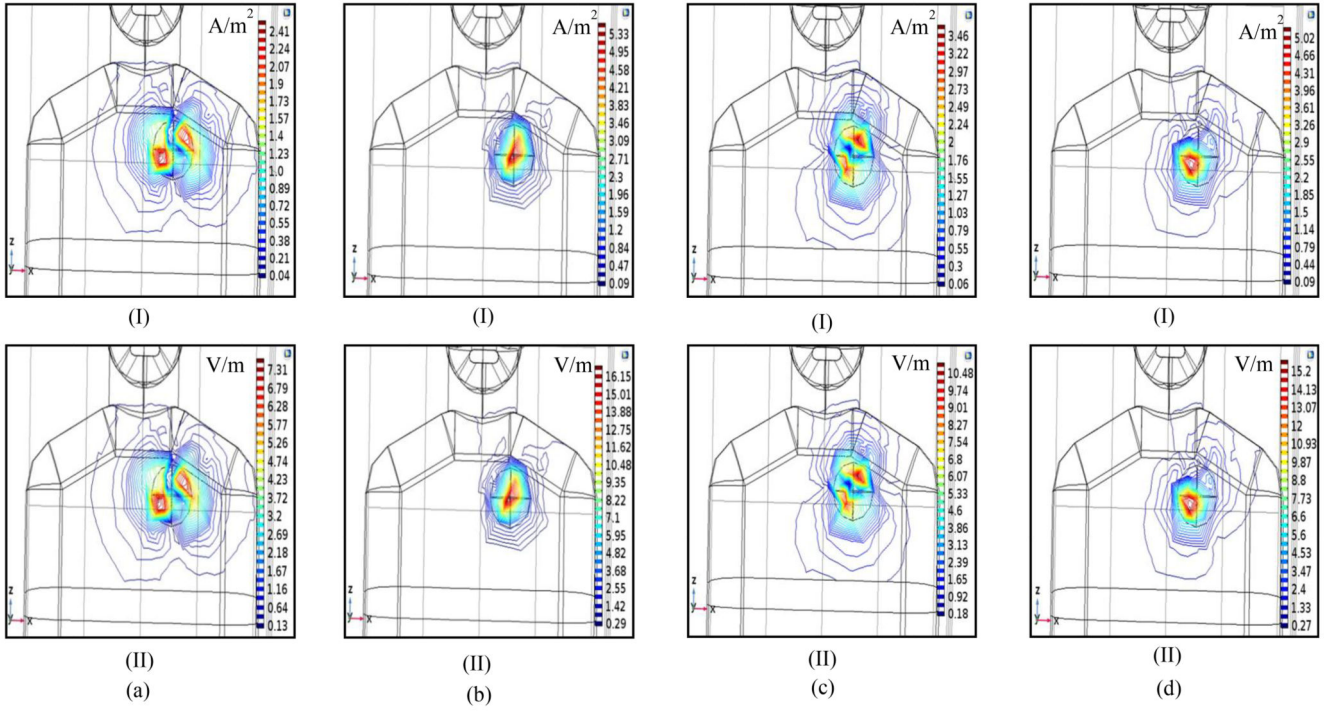 A/m²
2.41
2.24
2.07
1.9
1.73
1.57
1.4
1.23
1.0
0.89
0.72
0.55
0.38
0.21
0.04
z
y
x
(I)
A/m²
5.33
4.95
4.58
4.21
3.83
3.46
3.09
2.71
2.3
1.96
1.59
1.2
0.84
0.47
0.09
z
y
x
(I)
A/m²
3.46
3.22
2.97
2.73
2.49
2.24
2
1.76
1.55
1.27
1.03
0.79
0.55
0.3
0.06
z
y
x
(I)
A/m²
5.02
4.66
4.31
3.96
3.61
3.25
2.9
2.55
2.2
1.85
1.5
1.14
0.79
0.44
0.09
z
y
x
(I)
V/m
7.31
6.79
6.28
5.77
5.26
4.74
4.23
3.72
3.2
2.69
2.18
1.67
1.16
0.64
0.13
z
y
x
(II)
(a)
V/m
16.15
15.01
13.88
12.75
11.62
10.48
9.35
8.22
7.1
5.95
4.82
3.68
2.55
1.42
0.29
z
y
x
(II)
(b)
V/m
10.48
9.74
9.01
8.27
7.54
6.8
6.07
5.33
4.6
3.86
3.13
2.39
1.65
0.92
0.18
z
y
x
(II)
(c)
V/m
15.2
14.13
13.07
12
10.93
9.87
8.8
7.73
6.6
5.6
4.53
3.47
2.4
1.33
0.27
z
y
x
(II)
(d)